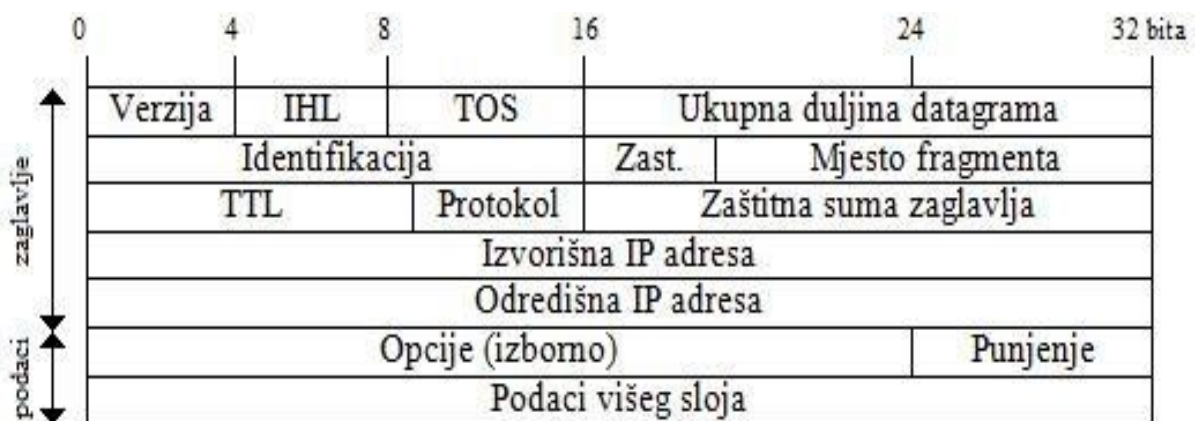 0 4 8 16 24 32 bita
Verzija IHL TOS Ukupna duljina datagrama
Identifikacija Zast. Mjesto fragmenta
TTL Protokol Zaštitna suma zaglavlja
Izvorišna IP adresa
Odredišna IP adresa
Opcije (izborno) Punjenje
Podaci višeg sloja
zaglavlje
podaci